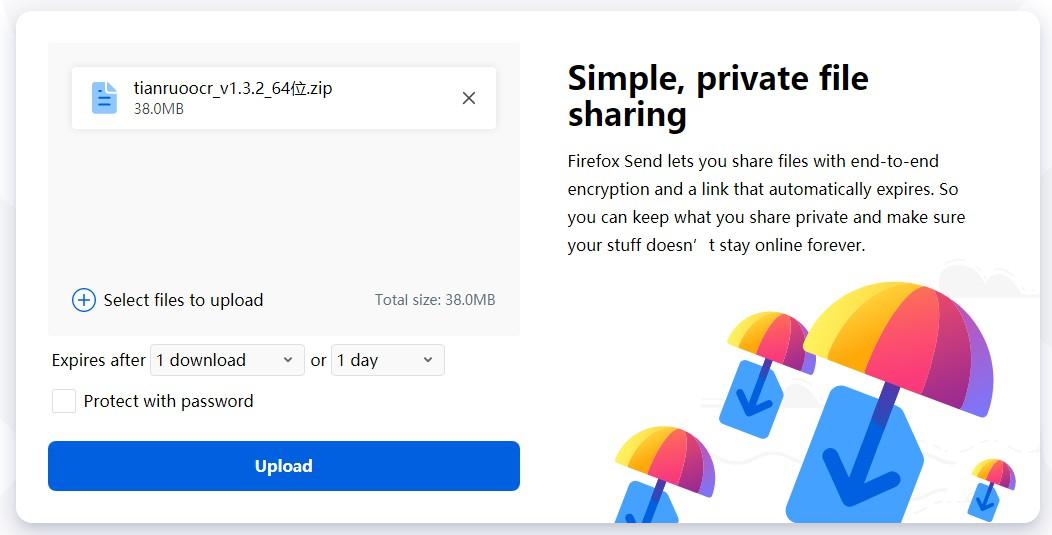 tianruoocr_v1.3.2_64位.zip
38.0MB
Select files to upload
Total size: 38.0MB
Expires after 1 download or 1 day
Protect with password
Upload
Simple, private file
sharing
Firefox Send lets you share files with end-to-end
encryption and a link that automatically expires. So
you can keep what you share private and make sure
your stuff doesn’t stay online forever.